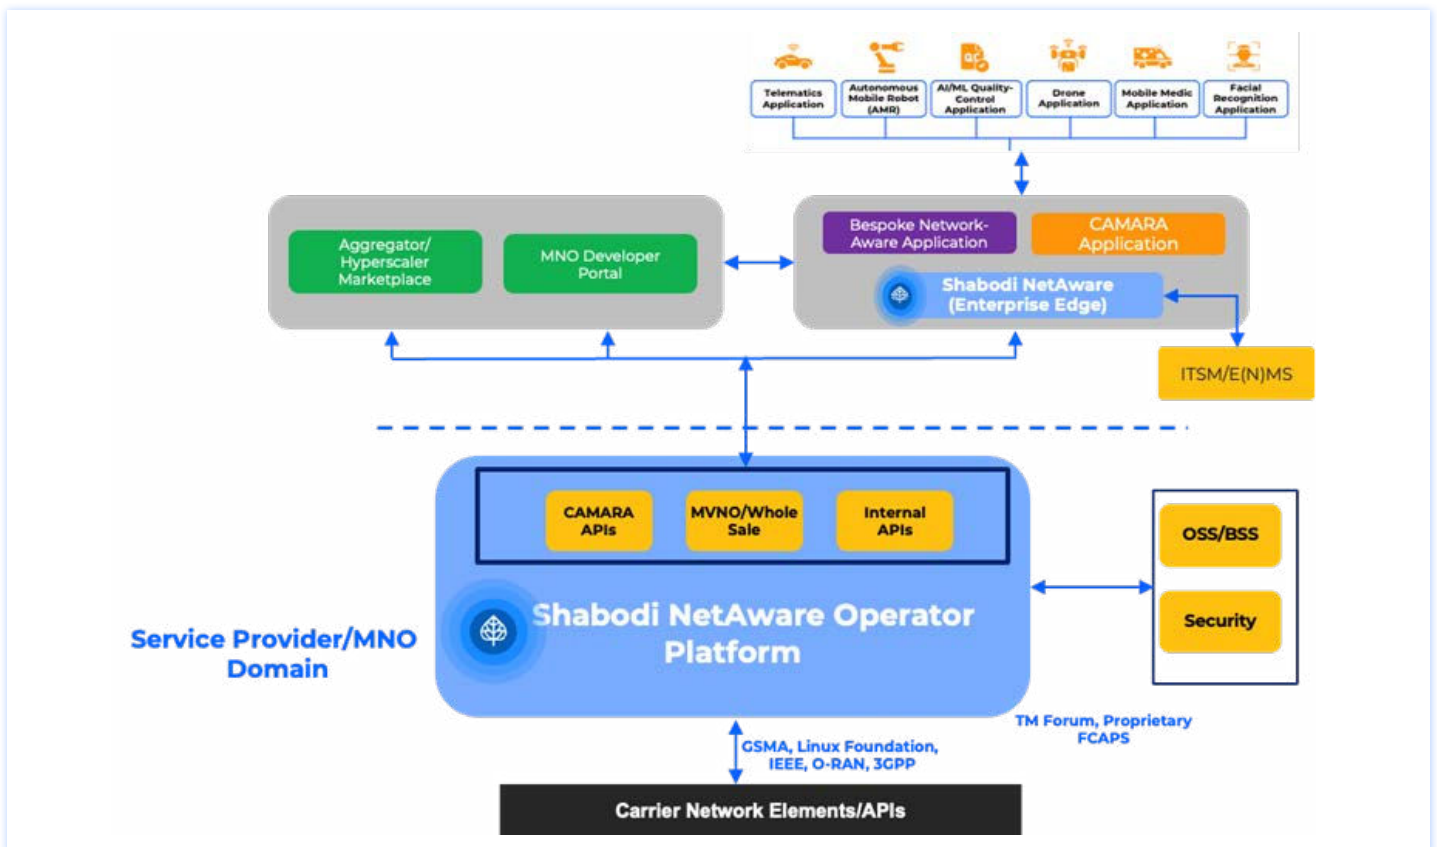 Telematics
Application
Autonomous
Mobile Robot
(AMR)
AI/ML Quality-
Control
Application
Drone
Application
Mobile Medic
Application
Facial
Recognition
Application
Aggregator/
Hyperscaler
Marketplace
MNO Developer
Portal
Bespoke Network-
Aware Application
CAMARA
Application
Shabodi NetAware
(Enterprise Edge)
ITSM/E(N)MS
CAMARA
APIs
MVNO/Whole
Sale
Internal
APIs
OSS/BSS
Security
Shabodi NetAware Operator
Platform
Service Provider/MNO
Domain
TM Forum, Proprietary
FCAPS
GSMA, Linux Foundation,
IEEE, O-RAN, 3GPP
Carrier Network Elements/APIs